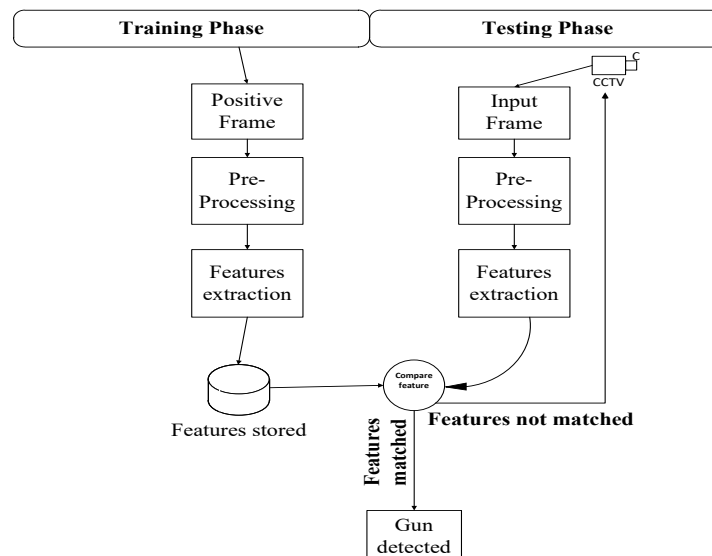 Training Phase
Testing Phase
C
CCTV
Positive
Frame
Input
Frame
Pre-
Processing
Pre-
Processing
Features
extraction
Features
extraction
Compare
feature
Features stored
Features not matched
Features
matched
Gun
detected